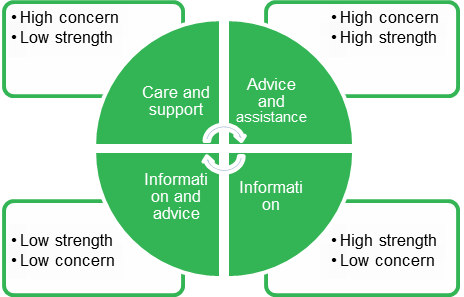 • High concern
• Low strength
• High concern
• High strength
Care and
support
Advice
and
assistance
Informati
on and
advice
Informati
on
• Low strength
• Low concern
• High strength
• Low concern